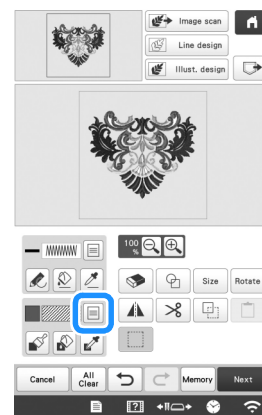 Image scan
Line design
Illust. design
100 %
Size
Rotate
Cancel
All
Clear
Memory
Next
?